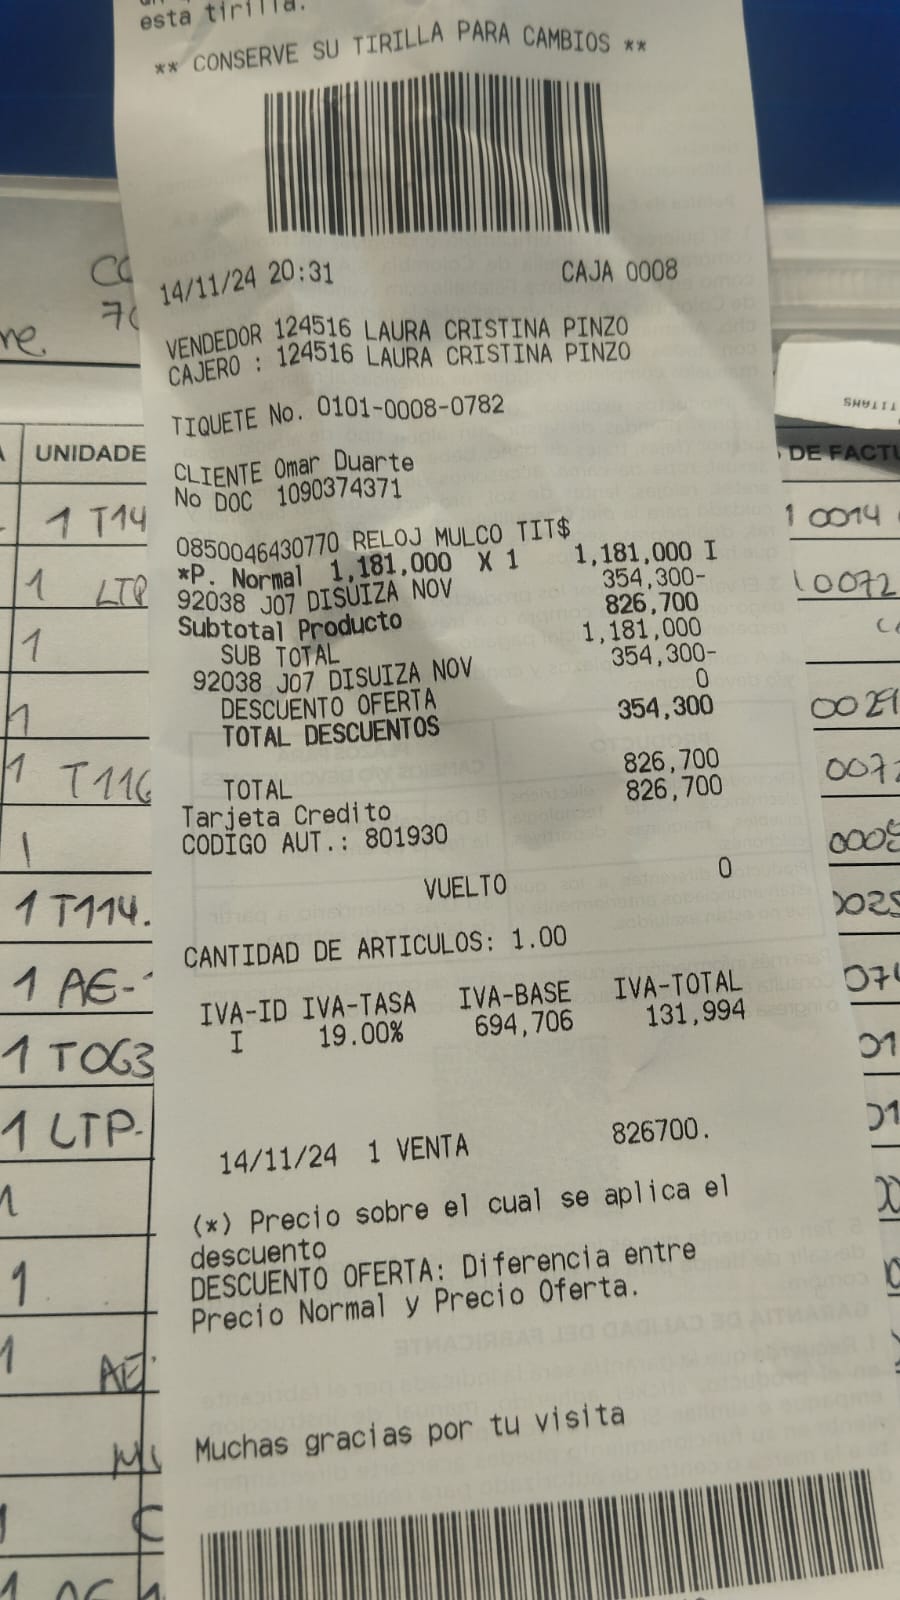 esta tirilla.
** CONSERVE SU TIRILLA PARA CAMBIOS **
14/11/24 20:31 CAJA 0008
VENDEDOR 124516 LAURA CRISTINA PINZO
CAJERO : 124516 LAURA CRISTINA PINZO
TIQUETE No. 0101-0008-0782
CLIENTE Omar Duarte
No DOC 1090374371
0850046430770 RELOJ MULCO TIT$
*P. Normal 1,181,000 X 1 1,181,000 I
92038 J07 DISUIZA NOV 354,300-
Subtotal Producto 826,700
SUB TOTAL 1,181,000
92038 J07 DISUIZA NOV 354,300-
DESCUENTO OFERTA 0
TOTAL DESCUENTOS 354,300
TOTAL 826,700
Tarjeta Credito 826,700
CODIGO AUT.: 801930
VUELTO 0
CANTIDAD DE ARTICULOS: 1.00
IVA-ID IVA-TASA IVA-BASE IVA-TOTAL
I 19.00% 694,706 131,994
14/11/24 1 VENTA 826700.
(*) Precio sobre el cual se aplica el
descuento
DESCUENTO OFERTA: Diferencia entre
Precio Normal y Precio Oferta.
Muchas gracias por tu visita
UNIDADE
1 T14
1 LTP
1
1
1 T116
1
1 T114.
1 AE-
1 T063
1 LTP-
1
1
1 AE
DE FACTU
1 0014
10072
0029
0072
0005
0025